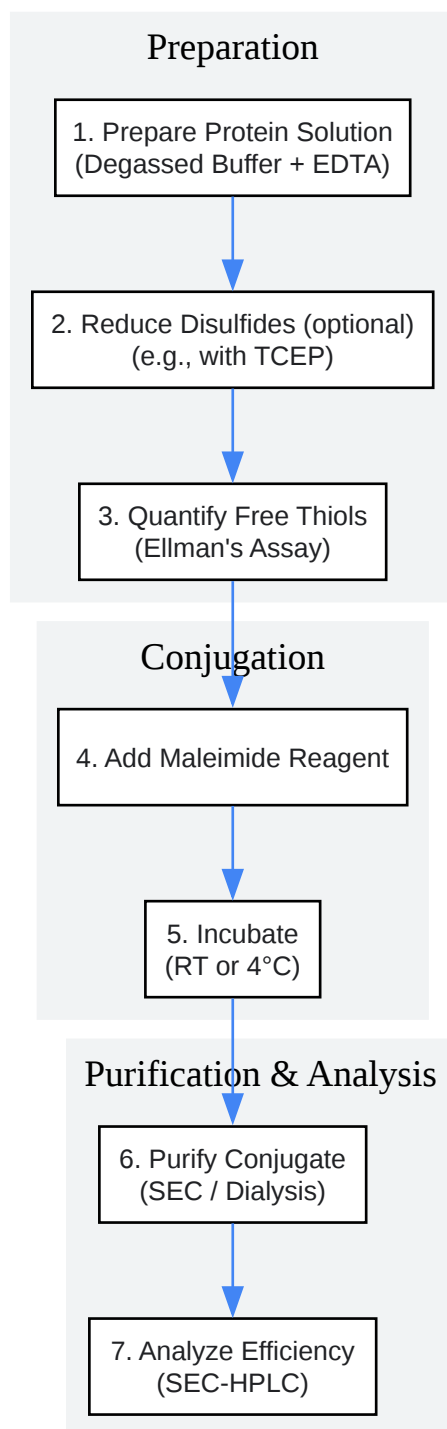 Preparation
1. Prepare Protein Solution
(Degassed Buffer + EDTA)
2. Reduce Disulfides (optional)
(e.g., with TCEP)
3. Quantify Free Thiols
(Ellman's Assay)
Conjugation
4. Add Maleimide Reagent
5. Incubate
(RT or 4°C)
Purification & Analysis
6. Purify Conjugate
(SEC / Dialysis)
7. Analyze Efficiency
(SEC-HPLC)